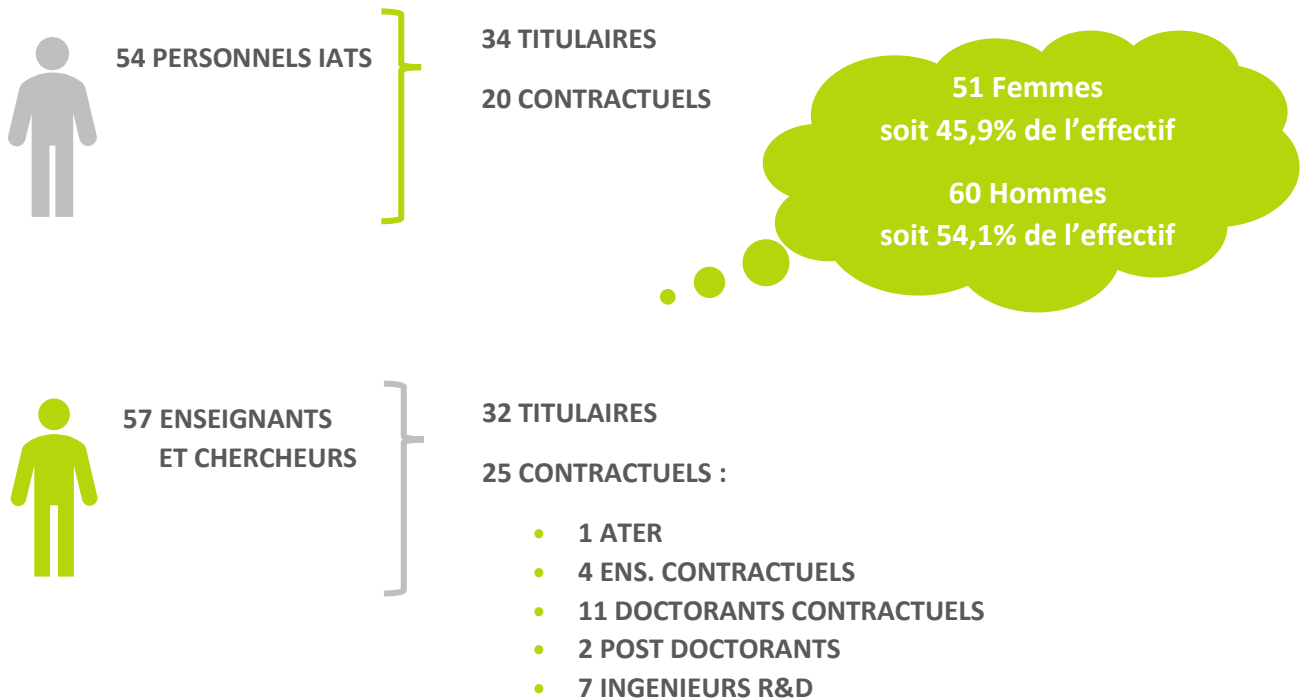 54 PERSONNELS IATS
34 TITULAIRES
20 CONTRACTUELS
51 Femmes
soit 45,9% de l’effectif
60 Hommes
soit 54,1% de l’effectif
57 ENSEIGNANTS
ET CHERCHEURS
32 TITULAIRES
25 CONTRACTUELS :
• 1 ATER
• 4 ENS. CONTRACTUELS
• 11 DOCTORANTS CONTRACTUELS
• 2 POST DOCTORANTS
• 7 INGENIEURS R&D